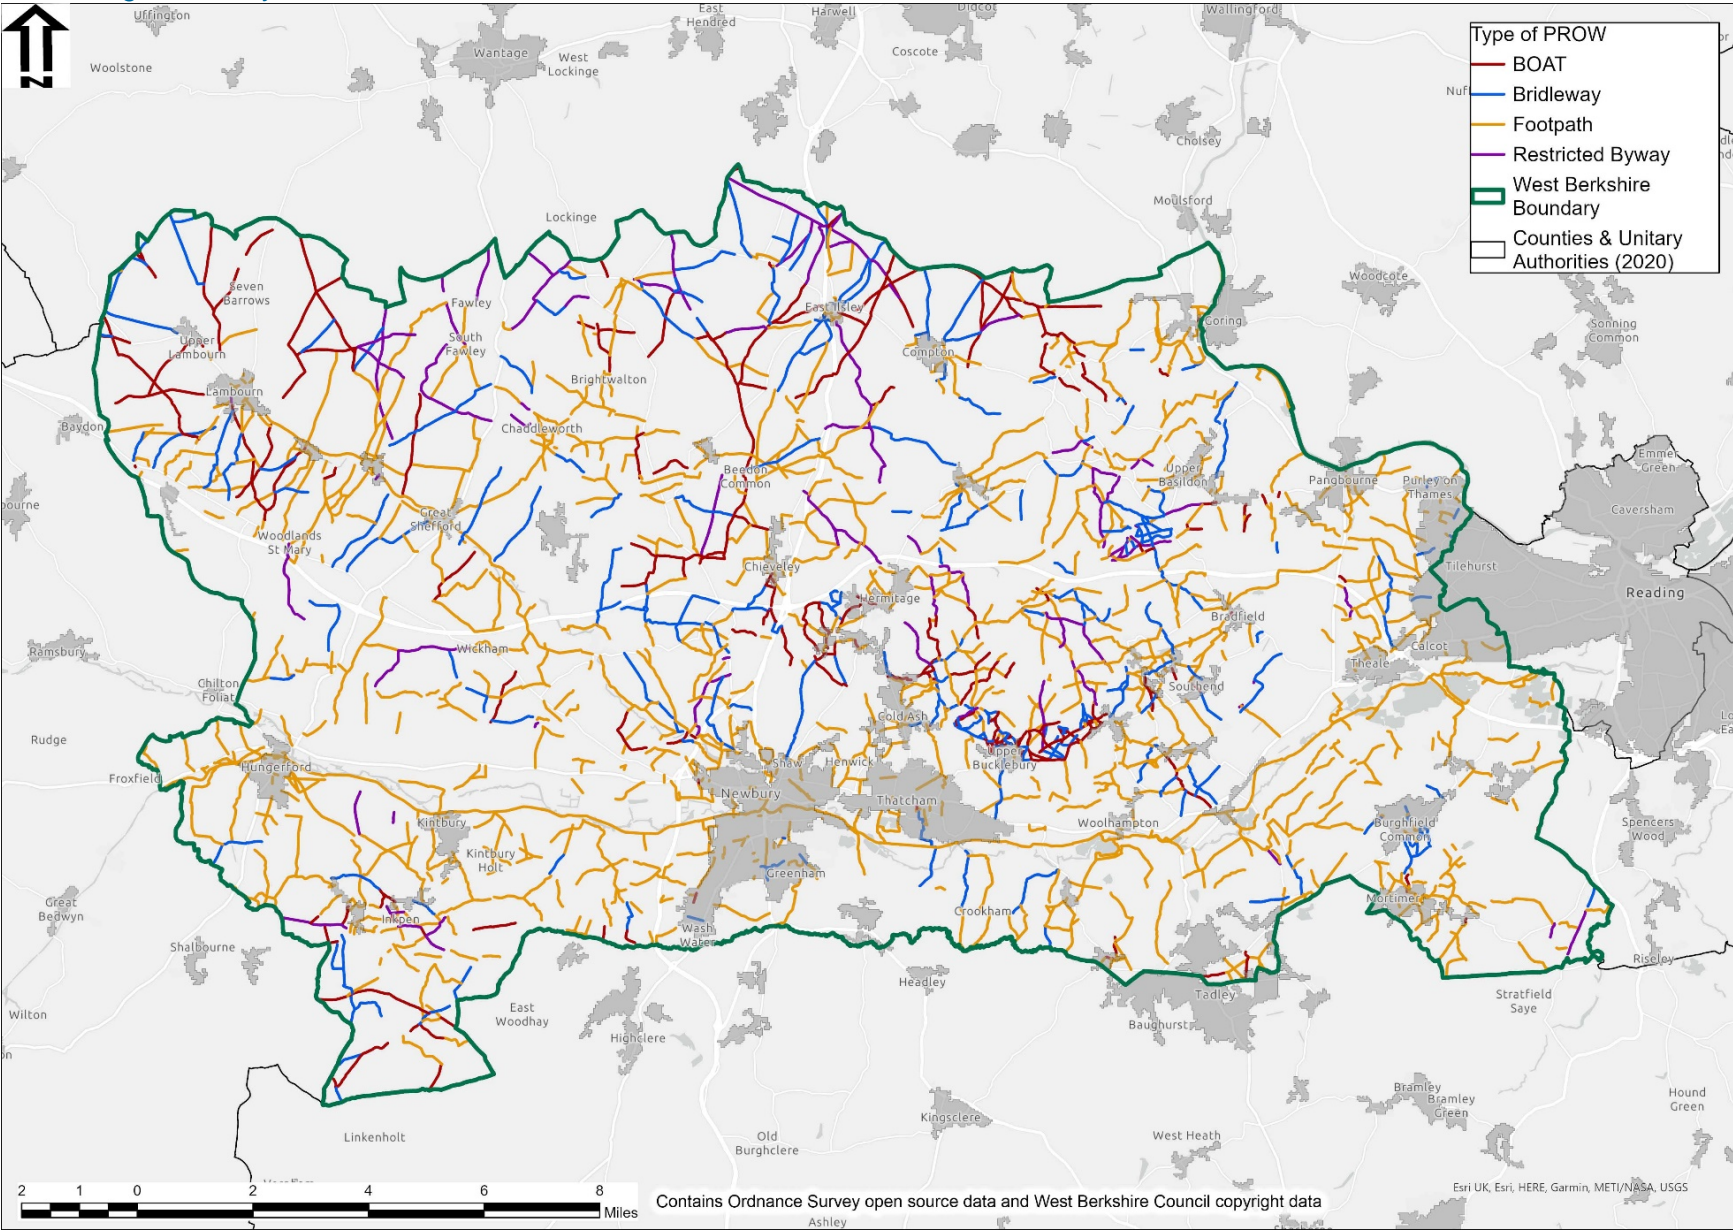 Uffington
East
Hendred
Harwell
Didcot
Wallingford
Woolstone
Wantage
West
Lockinge
Coscote
Cholsey
N
Type of PROW
BOAT
Bridleway
Footpath
Restricted Byway
West Berkshire
Boundary
Counties & Unitary
Authorities (2020)
Lockinge
Moulsford
Woodcote
Seven
Barrows
Fawley
East Ilsley
Goring
Sonning
Common
Upper
Lambourn
South
Fawley
Compton
Lambourn
Brightwalton
Baydon
Chaddleworth
Beedon
Common
Upper
Basildon
Pangbourne
Purley on
Thames
Emmer
Green
Caversham
Great
Shefford
Woodlands
St Mary
Chieveley
Tilehurst
Reading
Hermitage
Bradfield
Ramsbury
Wickham
Calcot
Theale
Chilton
Foliat
Southend
Cold Ash
Rudge
Froxfield
Hungerford
Shaw
Henwick
Upper
Bucklebury
Newbury
Thatcham
Kintbury
Woolhampton
Burghfield
Common
Spencers
Wood
Kintbury
Holt
Greenham
Great
Bedwyn
Inkpen
Crookham
Mortimer
Shalbourne
Wash
Water
Riseley
Headley
Tadley
Stratfield
Saye
Wilton
East
Woodhay
Highclere
Baughurst
Bramley
Bramley
Green
Hound
Green
Kingsclere
Linkenholt
Old
Burghclere
West Heath
2 1 0 2 4 6 8
Miles
Contains Ordnance Survey open source data and West Berkshire Council copyright data
Esri UK, Esri, HERE, Garmin, METI/NASA, USGS
Ashley